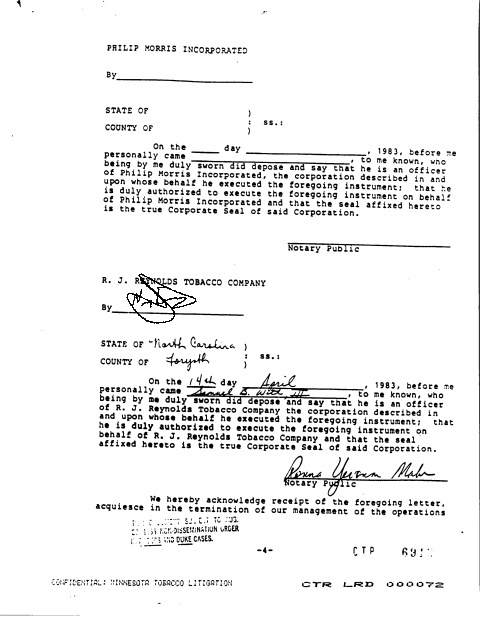 PHILIP MORRIS INCORPORATED
By
STATE OF )
: ss.:
COUNTY OF )
On the day , 1983, before me
personally came , to me known, who
being by me duly sworn did depose and say that he is an officer
of Philip Morris Incorporated, the corporation described in and
upon whose behalf he executed the foregoing instrument; that he
is duly authorized to execute the foregoing instrument on behalf
of Philip Morris Incorporated and that the seal affixed hereto
is the true Corporate Seal of said Corporation.
Notary Public
R. J. REYNOLDS TOBACCO COMPANY
By
STATE OF North Carolina )
: ss.:
COUNTY OF Forsyth )
On the 14th day April , 1983, before me
personally came Samuel B. Witt III , to me known, who
being by me duly sworn did depose and say that he is an officer
of R. J. Reynolds Tobacco Company the corporation described in
and upon whose behalf he executed the foregoing instrument; that
he is duly authorized to execute the foregoing instrument on
behalf of R. J. Reynolds Tobacco Company and that the seal
affixed hereto is the true Corporate Seal of said Corporation.
Notary Public
We hereby acknowledge receipt of the foregoing letter,
acquiesce in the termination of our management of the operations
NON-DISSEMINATION ORDER
AND DUKE CASES.
-4-
CTR
CONFIDENTIAL: MINNESOTA TOBACCO LITIGATION
CTR LRD 000072